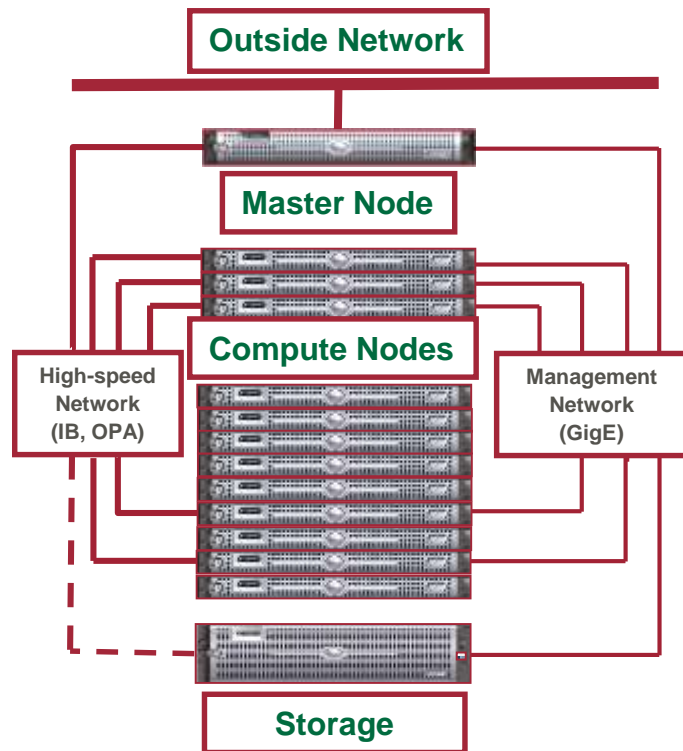 Outside Network
Master Node
Compute Nodes
High-speed
Network
(IB, OPA)
Management
Network
(GigE)
Storage